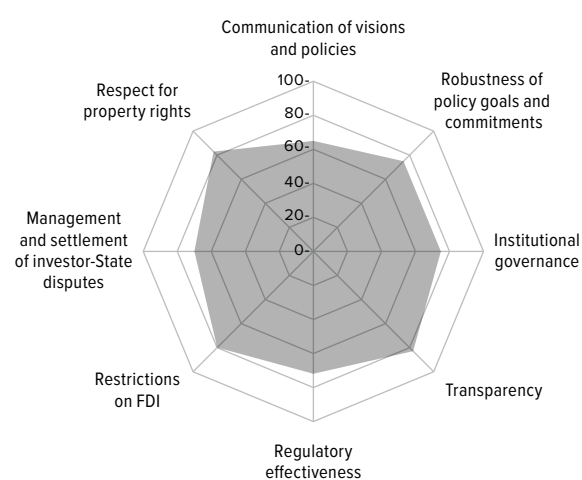 Communication of visions
and policies
Robustness of
policy goals and
commitments
Institutional
governance
Transparency
Regulatory
effectiveness
Restrictions
on FDI
Management
and settlement
of investor-State
disputes
Respect for
property rights
100-
80-
60-
40-
20-
0-